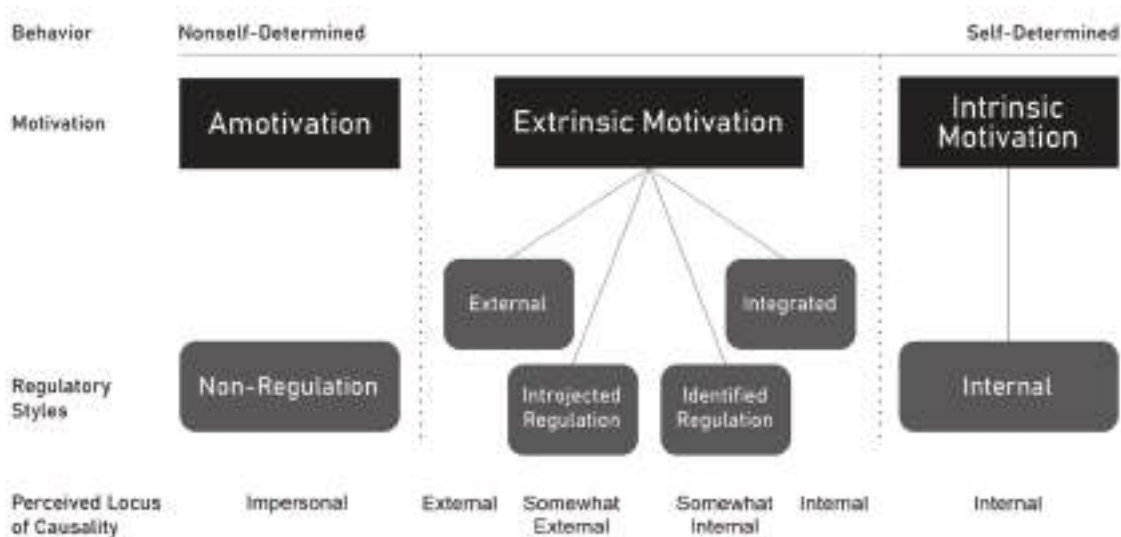 Behavior
Nonself-Determined
Self-Determined
Motivation
Amotivation
Extrinsic Motivation
Intrinsic
Motivation
External
Integrated
Regulatory
Styles
Non-Regulation
Introjected
Regulation
Identified
Regulation
Internal
Perceived Locus
of Causality
Impersonal
External
Somewhat
External
Somewhat
Internal
Internal
Internal